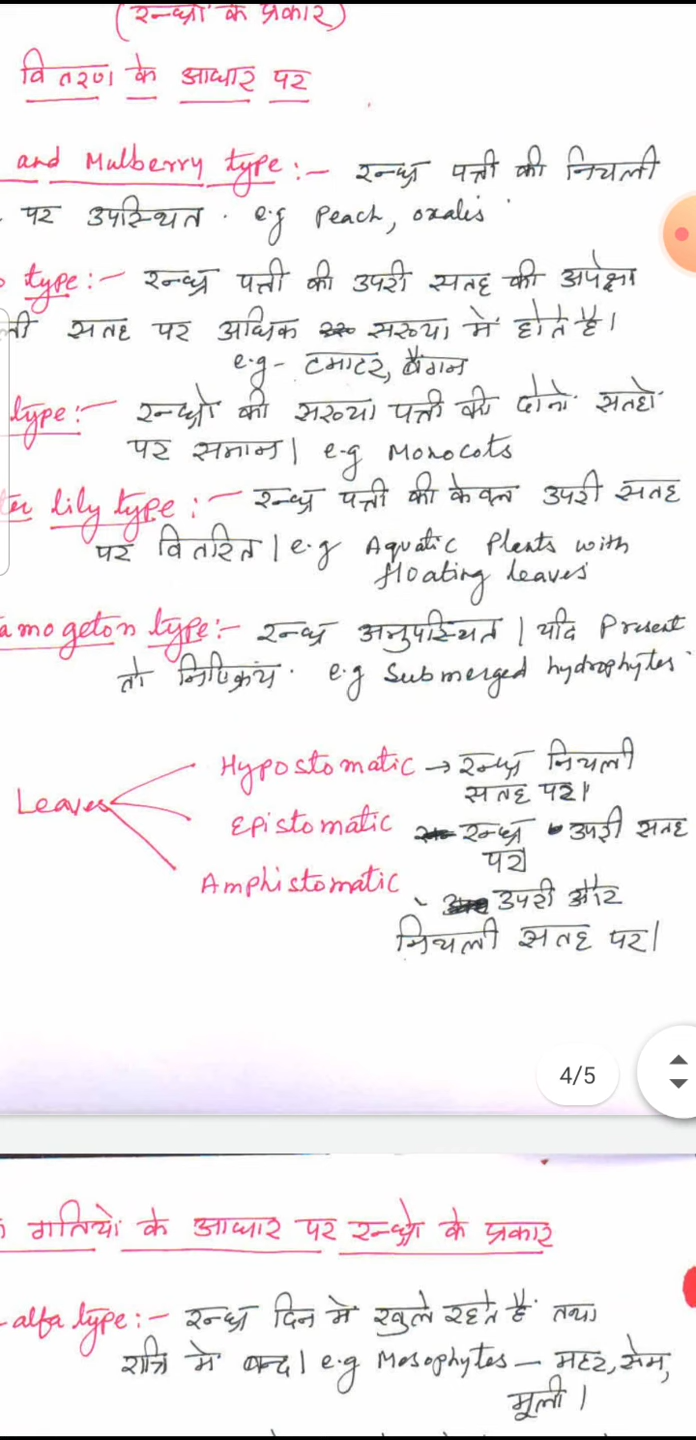 (रन्ध्रों के प्रकार)
वितरण के आधार पर
and Mulberry type :- रन्ध्र पत्ती की निचली
पर उपस्थित . e.g Peach, oxalis
type :- रन्ध्र पत्ती की उपरी सतह की अपेक्षा
सतह पर अधिक संख्या में होते है।
e.g - टमाटर, बैंगन
type :- रन्ध्रों की संख्या पत्ती की दोनो सतहों
पर समान। e.g Monocots
lily type :- रन्ध्र पत्ती की केवल उपरी सतह
पर वितरित। e.g Aquatic Plants with
floating leaves
amogeton type :- रन्ध्र अनुपस्थित। यदि Present
तो निष्क्रिय . e.g Submerged hydrophytes .
Hypostomatic → रन्ध्र निचली
सतह पर।
Leaves
Epistomatic रन्ध्र उपरी सतह
पर
Amphistomatic
उपरी और
निचली सतह पर।
4/5
गतियों के आधार पर रन्ध्रों के प्रकार
alfa type :- रन्ध्र दिन में खुले रहते हैं तथा
रात्रि में बन्द। e.g Mesophytes - मटर, सेम,
मूली।